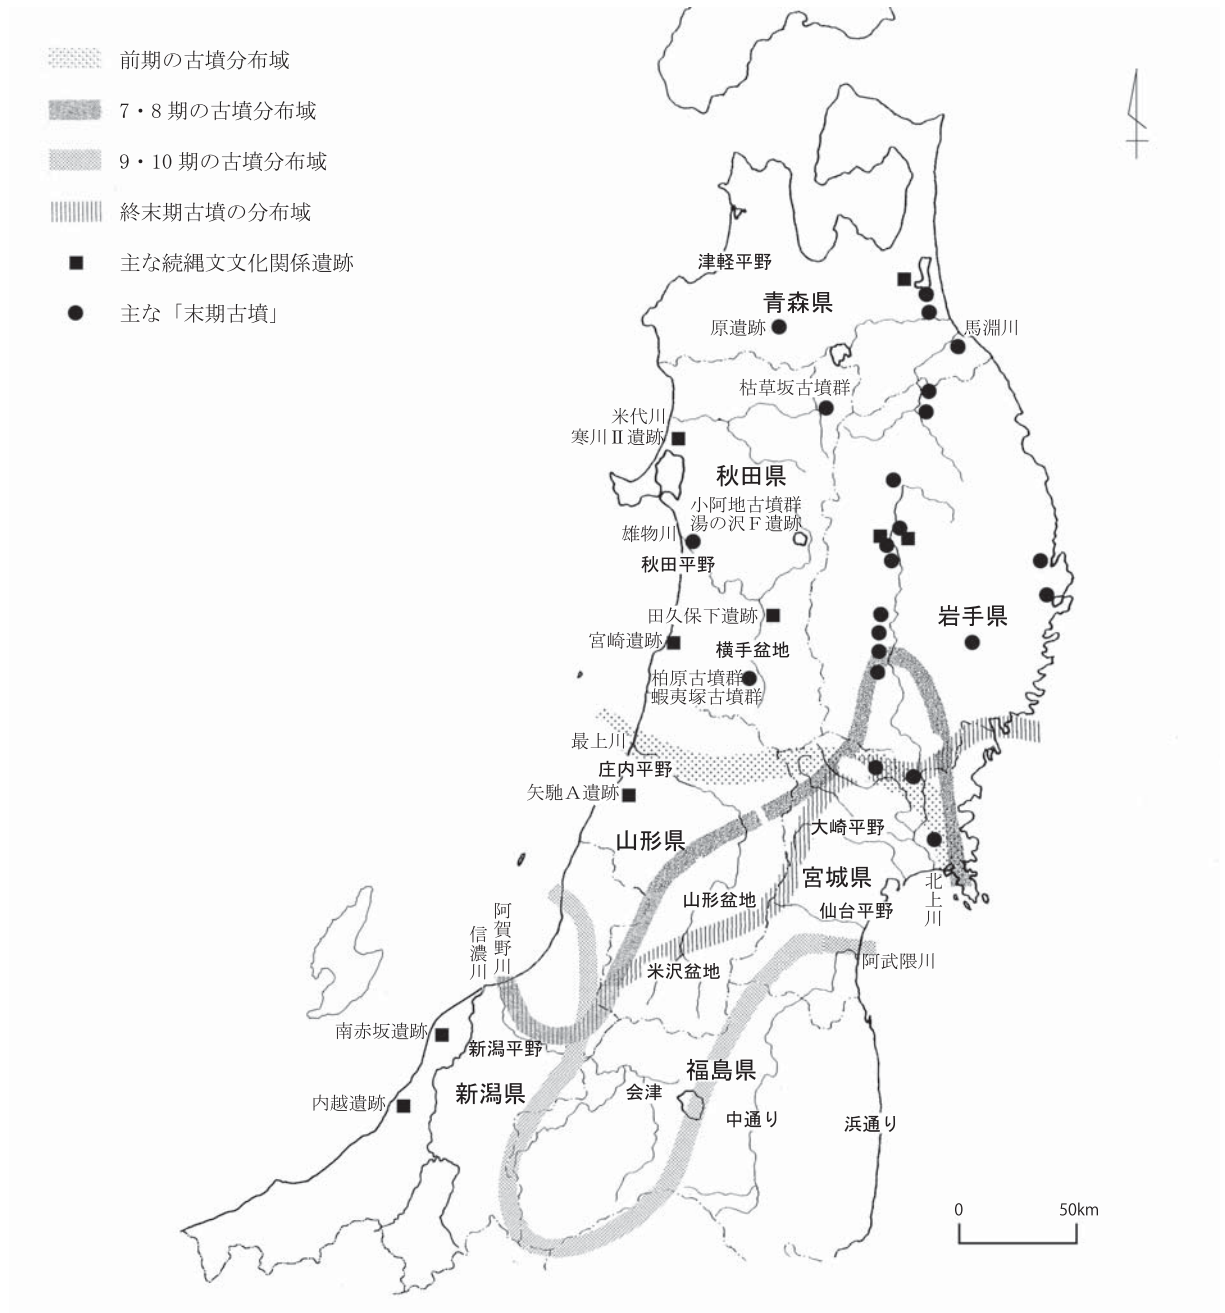 前期の古墳分布域
7・8期の古墳分布域
9・10期の古墳分布域
終末期古墳の分布域
主な続縄文文化関係遺跡
主な「末期古墳」
津軽平野
青森県
原遺跡
馬淵川
枯草坂古墳群
米代川
寒川Ⅱ遺跡
秋田県
小阿地古墳群
湯の沢F遺跡
雄物川
秋田平野
田久保下遺跡
岩手県
宮崎遺跡
横手盆地
柏原古墳群
蝦夷塚古墳群
最上川
庄内平野
矢馳A遺跡
大崎平野
山形県
宮城県
北上川
山形盆地
仙台平野
阿賀野川
信濃川
米沢盆地
阿武隈川
南赤坂遺跡
新潟平野
福島県
新潟県
会津
内越遺跡
中通り
浜通り
0
50km